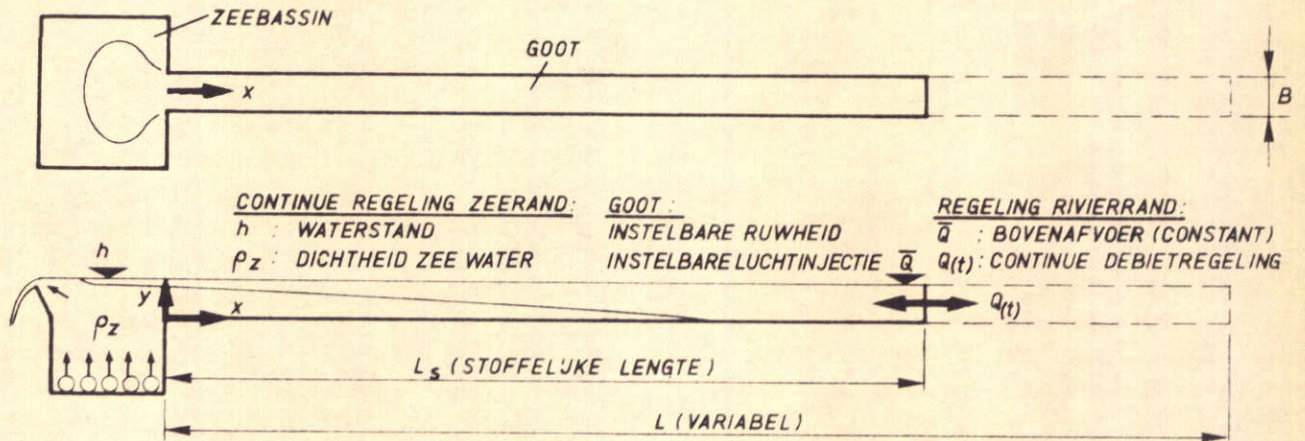 ZEEBASSIN
GOOT
x
B
CONTINUE REGELING ZEERAND:
h : WATERSTAND
ρz : DICHTHEID ZEE WATER
GOOT:
INSTELBARE RUWHEID
INSTELBARE LUCHTINJECTIE
REGELING RIVIERRAND:
Q̅ : BOVENAFVOER (CONSTANT)
Q(t) : CONTINUE DEBIETREGELING
h
Q̅
y
x
Q(t)
ρz
Ls (STOFFELIJKE LENGTE)
L (VARIABEL)